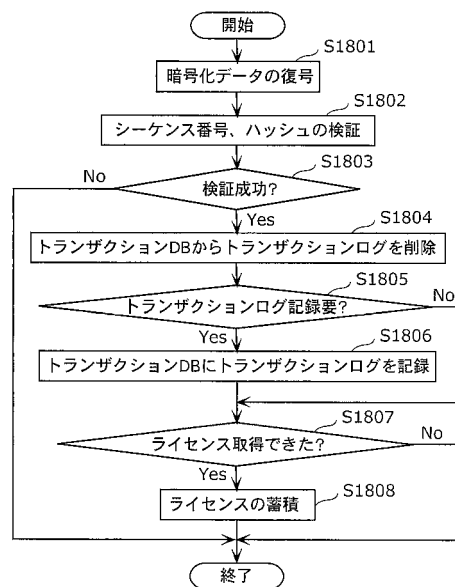 開始
S1801
暗号化データの復号
S1802
シーケンス番号、ハッシュの検証
S1803
No
検証成功?
Yes
S1804
トランザクションDBからトランザクションログを削除
S1805
トランザクションログ記録要?
No
Yes
S1806
トランザクションDBにトランザクションログを記録
S1807
ライセンス取得できた?
No
Yes
S1808
ライセンスの蓄積
終了